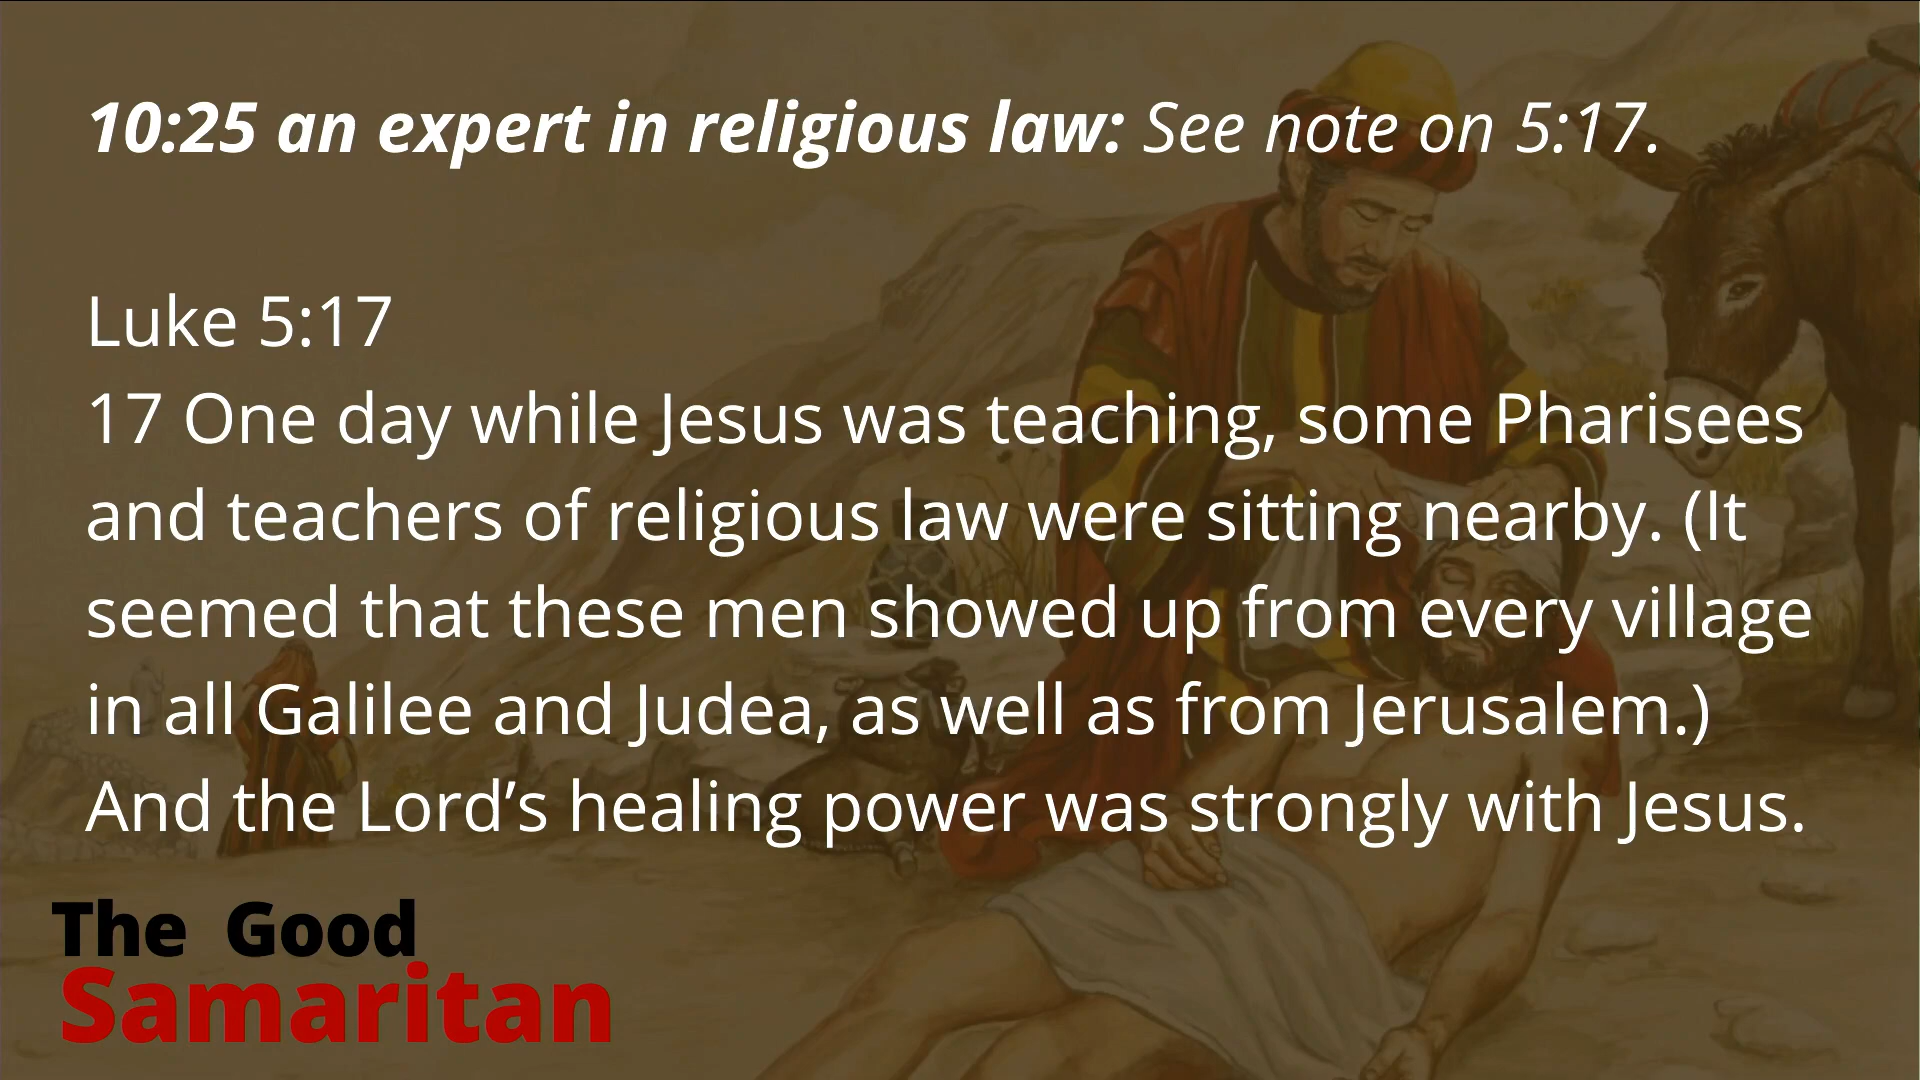 10:25 an expert in religious law: See note on 5:17.
Luke 5:17
17 One day while Jesus was teaching, some Pharisees
and teachers of religious law were sitting nearby. (It
seemed that these men showed up from every village
in all Galilee and Judea, as well as from Jerusalem.)
And the Lord’s healing power was strongly with Jesus.
The Good
Samaritan